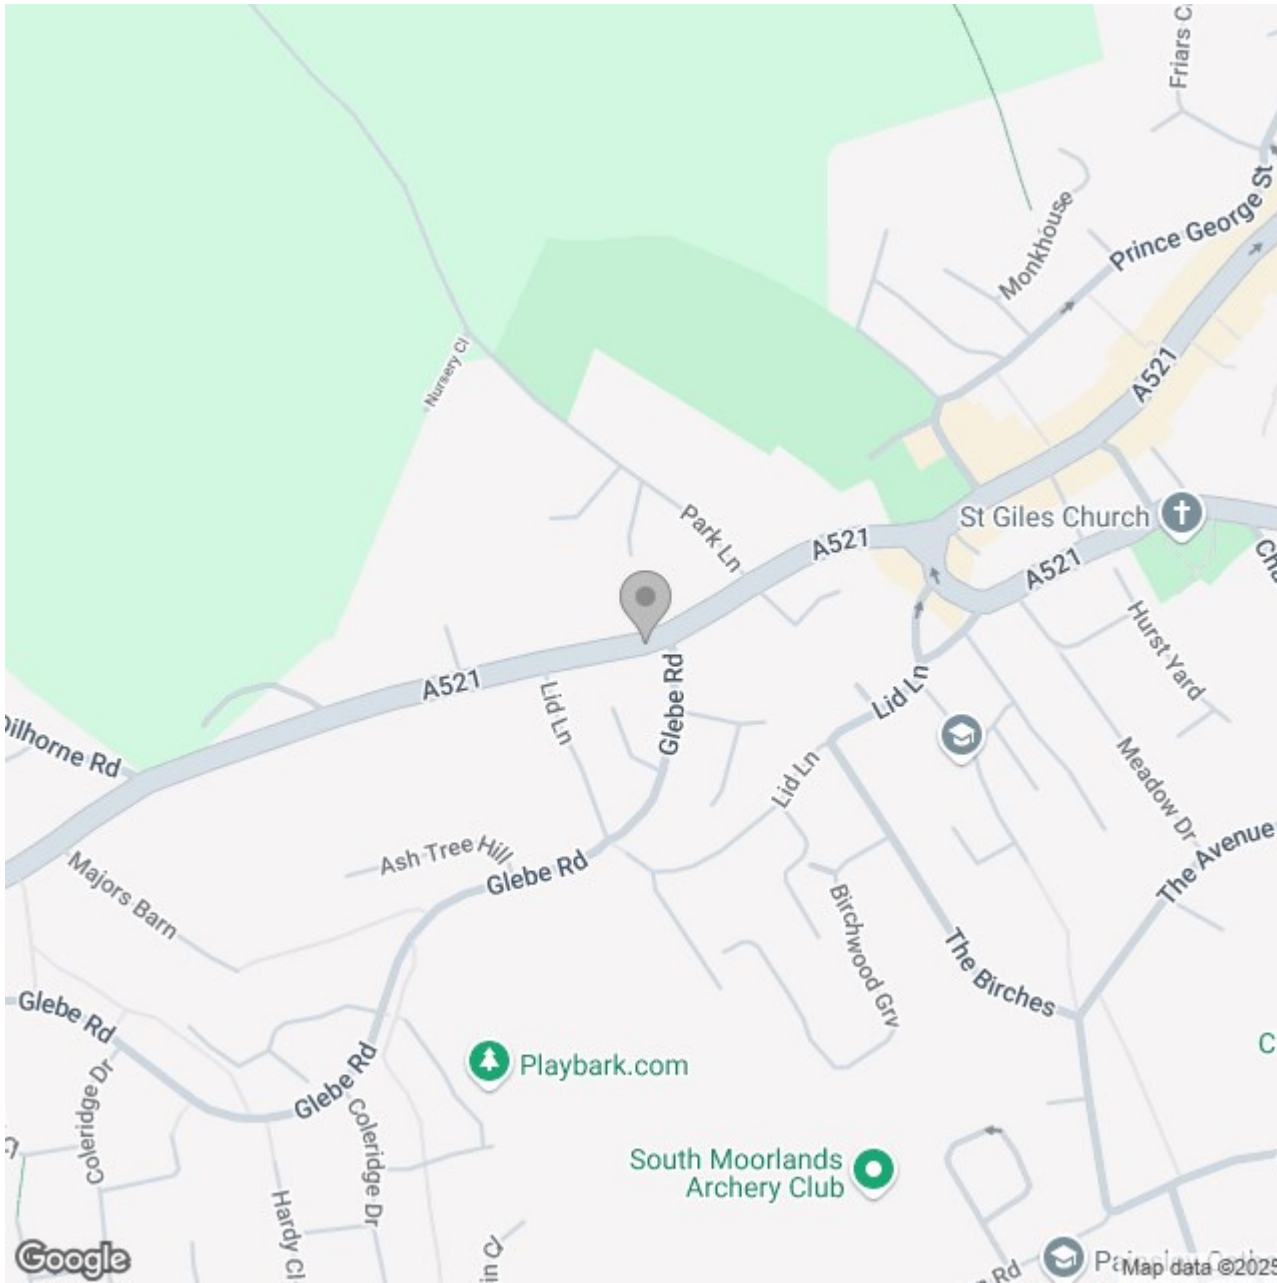 Friars C
Monkhouse
Prince George St
Nursery Cl
A521
Park Ln
A521
St Giles Church
A521
Hurst Yard
A521
Lid Ln
Glebe Rd
Lid Ln
Dilhorne Rd
Lid Ln
Meadow Dr
Ash Tree Hill
Glebe Rd
The Avenue
Majors Barn
Birchwood Grv
The Birches
Glebe Rd
Playbark.com
Glebe Rd
Coleridge Dr
Coleridge Dr
South Moorlands
Archery Club
Hardy Cl
Google
Rd
Map data ©2025